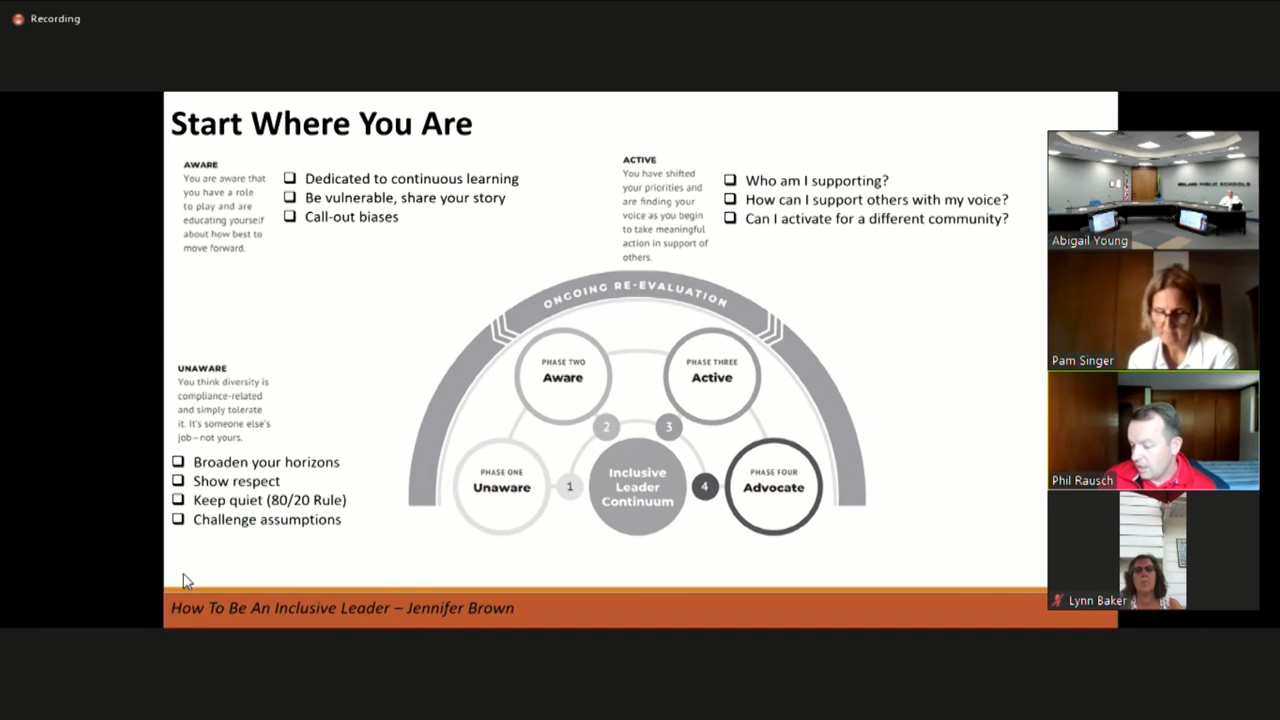 Recording
Start Where You Are
AWARE
You are aware that
you have a role
to play and are
educating yourself
about how best to
move forward.
❑ Dedicated to continuous learning
❑ Be vulnerable, share your story
❑ Call-out biases
ACTIVE
You have shifted
your priorities and
are finding your
voice as you begin
to take meaningful
action in support of
others.
❑ Who am I supporting?
❑ How can I support others with my voice?
❑ Can I activate for a different community?
UNAWARE
You think diversity is
compliance-related
and simply tolerate
it. It's someone else's
job—not yours.
❑ Broaden your horizons
❑ Show respect
❑ Keep quiet (80/20 Rule)
❑ Challenge assumptions
ONGOING RE-EVALUATION
PHASE TWO
Aware
PHASE THREE
Active
2
3
PHASE ONE
Unaware
1
Inclusive
Leader
Continuum
4
PHASE FOUR
Advocate
How To Be An Inclusive Leader – Jennifer Brown
PUBLIC SCHOOLS
Abigail Young
Pam Singer
Phil Rausch
Lynn Baker